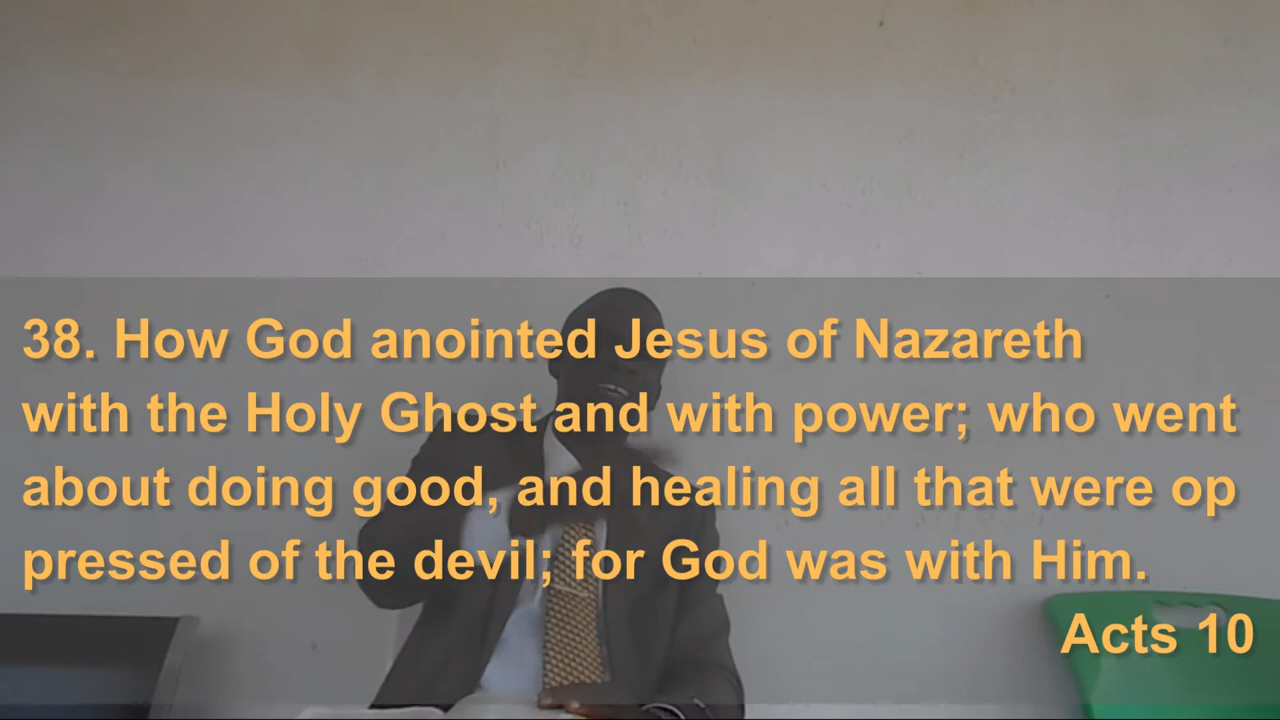 38. How God anointed Jesus of Nazareth
with the Holy Ghost and with power; who went
about doing good, and healing all that were op
pressed of the devil; for God was with Him.
Acts 10